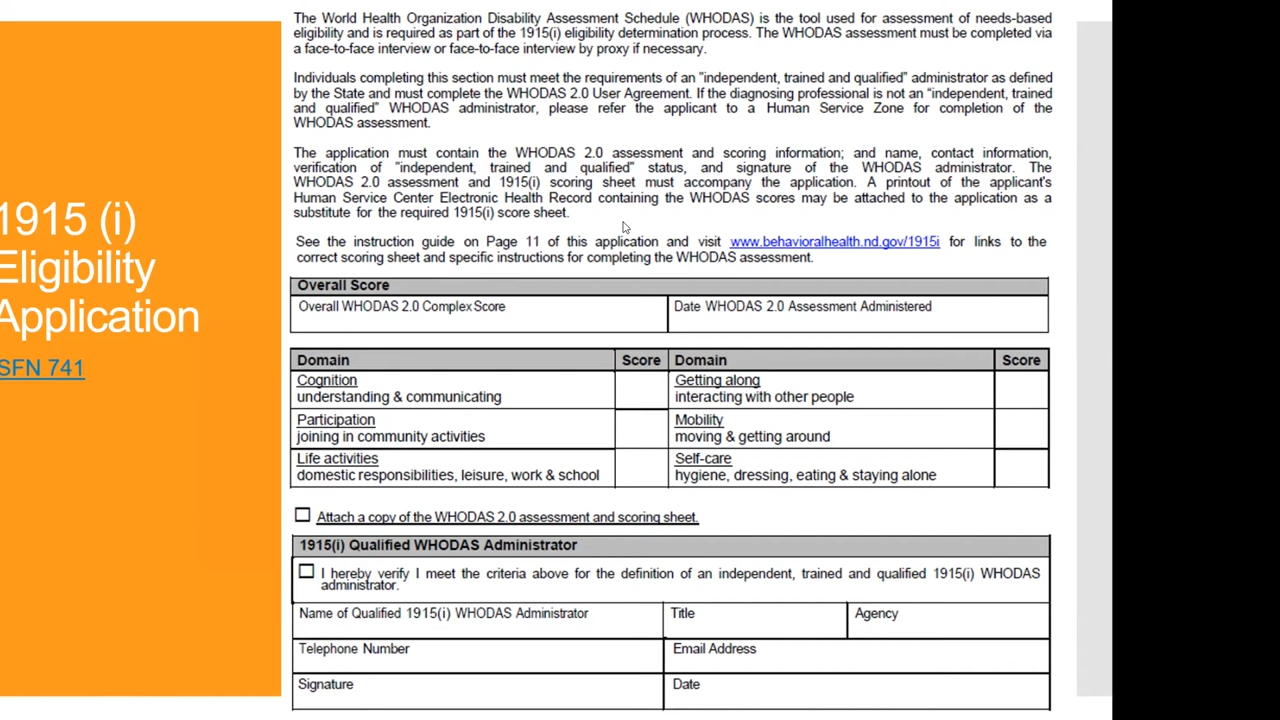 1915 (i)
Eligibility
Application
SFN 741
The World Health Organization Disability Assessment Schedule (WHODAS) is the tool used for assessment of needs-based
eligibility and is required as part of the 1915(i) eligibility determination process. The WHODAS assessment must be completed via
a face-to-face interview or face-to-face interview by proxy if necessary.
Individuals completing this section must meet the requirements of an "independent, trained and qualified" administrator as defined
by the State and must complete the WHODAS 2.0 User Agreement. If the diagnosing professional is not an "independent, trained
and qualified" WHODAS administrator, please refer the applicant to a Human Service Zone for completion of the
WHODAS assessment.
The application must contain the WHODAS 2.0 assessment and scoring information; and name, contact information,
verification of "independent, trained and qualified" status, and signature of the WHODAS administrator. The
WHODAS 2.0 assessment and 1915(i) scoring sheet must accompany the application. A printout of the applicant's
Human Service Center Electronic Health Record containing the WHODAS scores may be attached to the application as a
substitute for the required 1915(i) score sheet.
See the instruction guide on Page 11 of this application and visit www.behavioralhealth.nd.gov/1915i for links to the
correct scoring sheet and specific instructions for completing the WHODAS assessment.
Overall Score
Overall WHODAS 2.0 Complex Score Date WHODAS 2.0 Assessment Administered
Domain Score Domain Score
Cognition Getting along
understanding & communicating interacting with other people
Participation Mobility
joining in community activities moving & getting around
Life activities Self-care
domestic responsibilities, leisure, work & school hygiene, dressing, eating & staying alone
Attach a copy of the WHODAS 2.0 assessment and scoring sheet.
1915(i) Qualified WHODAS Administrator
I hereby verify I meet the criteria above for the definition of an independent, trained and qualified 1915(i) WHODAS
administrator.
Name of Qualified 1915(i) WHODAS Administrator Title Agency
Telephone Number Email Address
Signature Date